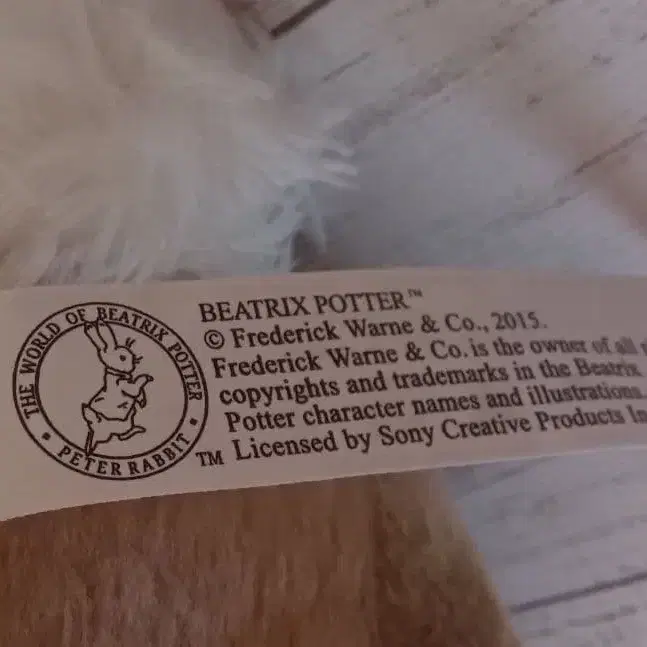 THE WORLD OF BEATRIX POTTER
PETER RABBIT
TM
BEATRIX POTTER™
© Frederick Warne & Co., 2015.
Frederick Warne & Co. is the owner of all
copyrights and trademarks in the Beatrix
Potter character names and illustrations.
Licensed by Sony Creative Products